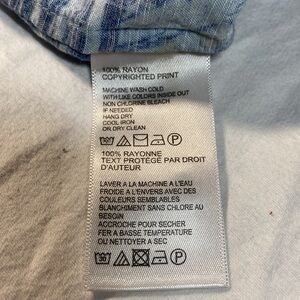 100% RAYON
COPYRIGHTED PRINT
MACHINE WASH COLD
WITH LIKE COLORS INSIDE OUT
NON CHLORINE BLEACH
IF NEEDED
HANG DRY
COOL IRON
OR DRY CLEAN
100% RAYONNE
TEXT PROTÉGÉ PAR DROIT
D'AUTEUR
LAVER A LA MACHINE A L'EAU
FROIDE A L'ENVERS AVEC DES
COULEURS SEMBLABLES
BLANCHIMENT SANS CHLORE AU
BESOIN
ACCROCHE POUR SECHER
FER A BASSE TEMPERATURE
OU NETTOYER A SEC